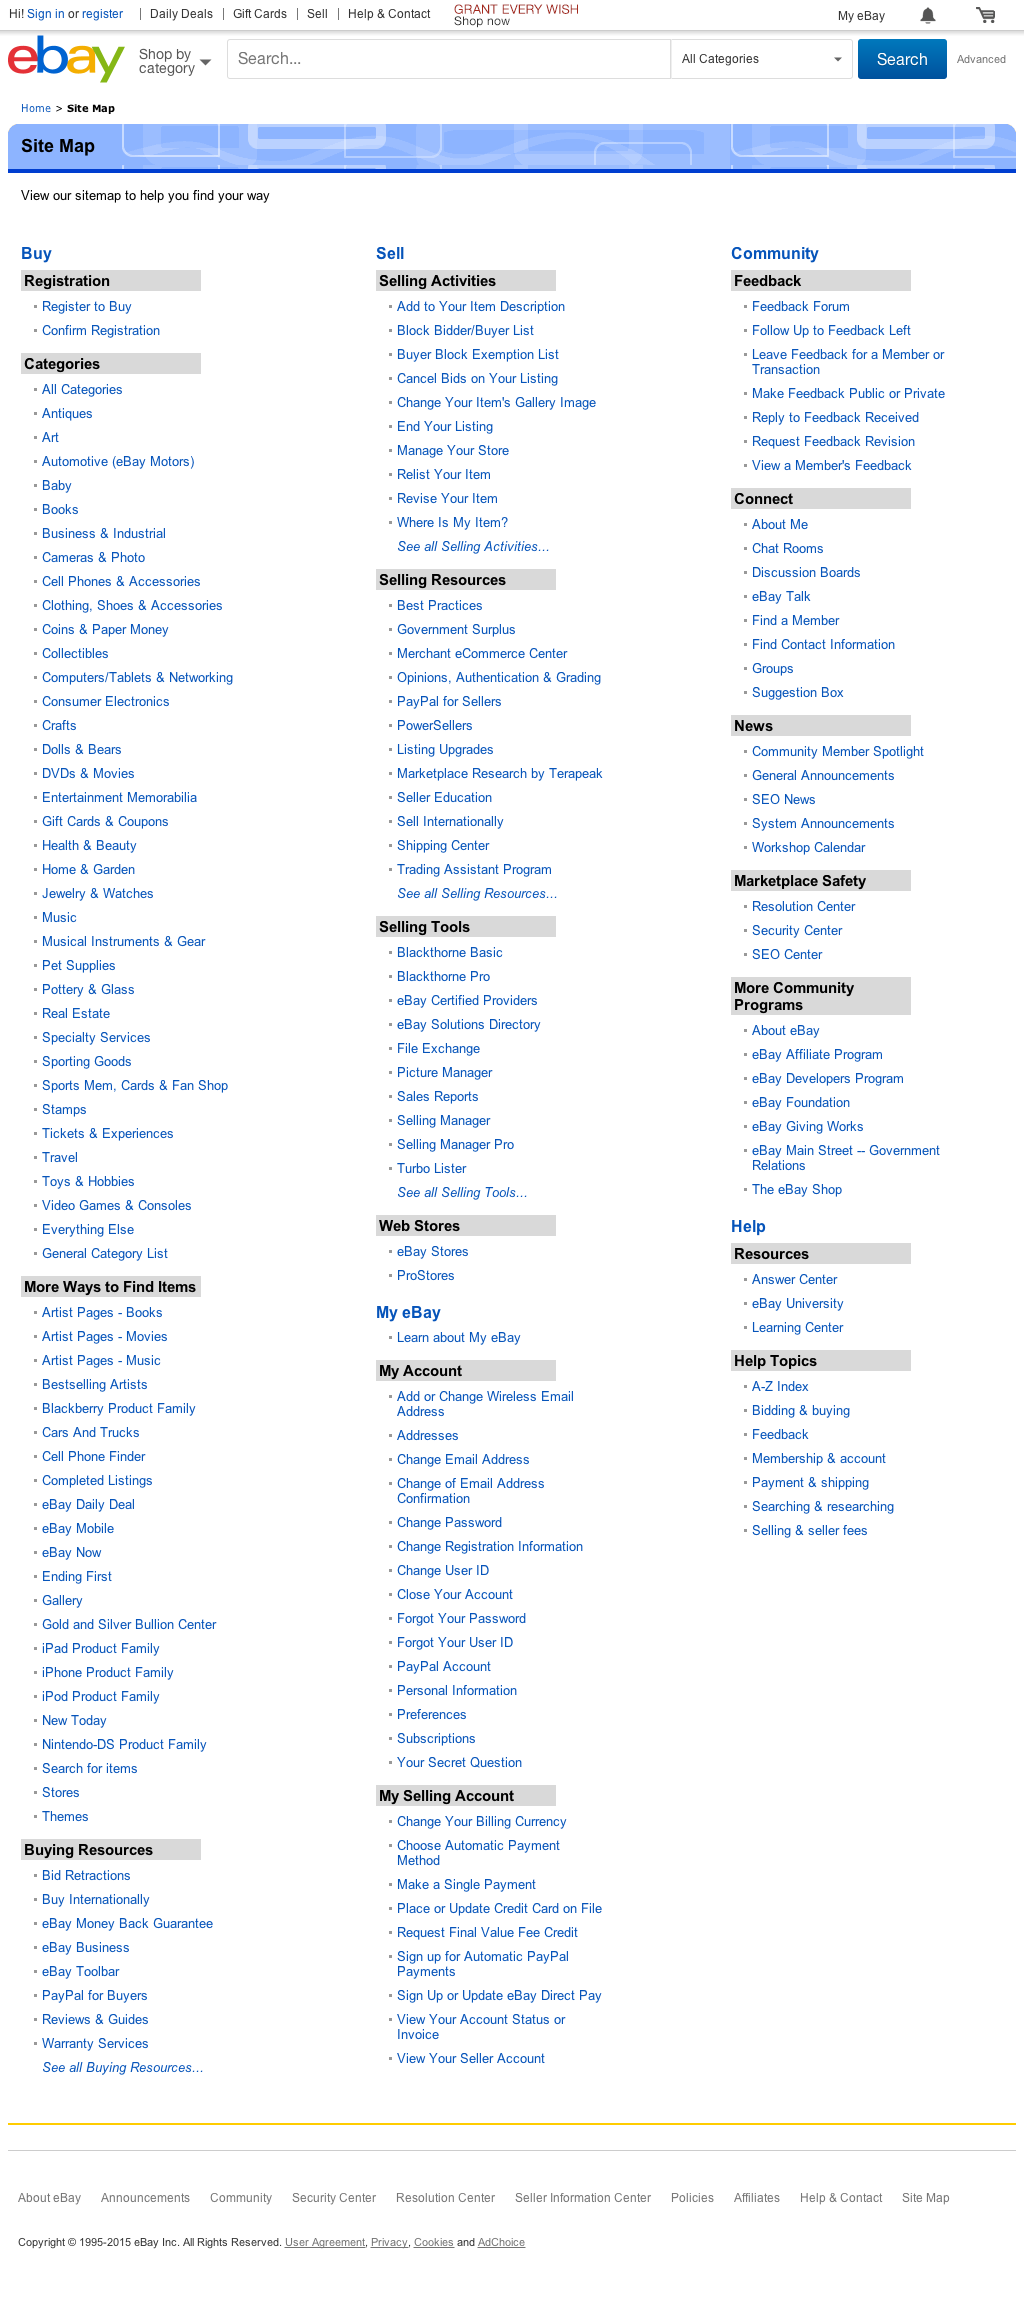 Hi! Sign in or register
Daily Deals
Gift Cards
Sell
Help & Contact
GRANT EVERY WISH
Shop now
My eBay
ebay
Shop by
category
Search...
All Categories
Search
Advanced
Home > Site Map
Site Map
View our sitemap to help you find your way
Buy
Registration
Register to Buy
Confirm Registration
Categories
All Categories
Antiques
Art
Automotive (eBay Motors)
Baby
Books
Business & Industrial
Cameras & Photo
Cell Phones & Accessories
Clothing, Shoes & Accessories
Coins & Paper Money
Collectibles
Computers/Tablets & Networking
Consumer Electronics
Crafts
Dolls & Bears
DVDs & Movies
Entertainment Memorabilia
Gift Cards & Coupons
Health & Beauty
Home & Garden
Jewelry & Watches
Music
Musical Instruments & Gear
Pet Supplies
Pottery & Glass
Real Estate
Specialty Services
Sporting Goods
Sports Mem, Cards & Fan Shop
Stamps
Tickets & Experiences
Travel
Toys & Hobbies
Video Games & Consoles
Everything Else
General Category List
More Ways to Find Items
Artist Pages - Books
Artist Pages - Movies
Artist Pages - Music
Bestselling Artists
Blackberry Product Family
Cars And Trucks
Cell Phone Finder
Completed Listings
eBay Daily Deal
eBay Mobile
eBay Now
Ending First
Gallery
Gold and Silver Bullion Center
iPad Product Family
iPhone Product Family
iPod Product Family
New Today
Nintendo-DS Product Family
Search for items
Stores
Themes
Buying Resources
Bid Retractions
Buy Internationally
eBay Money Back Guarantee
eBay Business
eBay Toolbar
PayPal for Buyers
Reviews & Guides
Warranty Services
See all Buying Resources...
Sell
Selling Activities
Add to Your Item Description
Block Bidder/Buyer List
Buyer Block Exemption List
Cancel Bids on Your Listing
Change Your Item's Gallery Image
End Your Listing
Manage Your Store
Relist Your Item
Revise Your Item
Where Is My Item?
See all Selling Activities...
Selling Resources
Best Practices
Government Surplus
Merchant eCommerce Center
Opinions, Authentication & Grading
PayPal for Sellers
PowerSellers
Listing Upgrades
Marketplace Research by Terapeak
Seller Education
Sell Internationally
Shipping Center
Trading Assistant Program
See all Selling Resources...
Selling Tools
Blackthorne Basic
Blackthorne Pro
eBay Certified Providers
eBay Solutions Directory
File Exchange
Picture Manager
Sales Reports
Selling Manager
Selling Manager Pro
Turbo Lister
See all Selling Tools...
Web Stores
eBay Stores
ProStores
My eBay
Learn about My eBay
My Account
Add or Change Wireless Email
Address
Addresses
Change Email Address
Change of Email Address
Confirmation
Change Password
Change Registration Information
Change User ID
Close Your Account
Forgot Your Password
Forgot Your User ID
PayPal Account
Personal Information
Preferences
Subscriptions
Your Secret Question
My Selling Account
Change Your Billing Currency
Choose Automatic Payment
Method
Make a Single Payment
Place or Update Credit Card on File
Request Final Value Fee Credit
Sign up for Automatic PayPal
Payments
Sign Up or Update eBay Direct Pay
View Your Account Status or
Invoice
View Your Seller Account
Community
Feedback
Feedback Forum
Follow Up to Feedback Left
Leave Feedback for a Member or
Transaction
Make Feedback Public or Private
Reply to Feedback Received
Request Feedback Revision
View a Member's Feedback
Connect
About Me
Chat Rooms
Discussion Boards
eBay Talk
Find a Member
Find Contact Information
Groups
Suggestion Box
News
Community Member Spotlight
General Announcements
SEO News
System Announcements
Workshop Calendar
Marketplace Safety
Resolution Center
Security Center
SEO Center
More Community
Programs
About eBay
eBay Affiliate Program
eBay Developers Program
eBay Foundation
eBay Giving Works
eBay Main Street -- Government
Relations
The eBay Shop
Help
Resources
Answer Center
eBay University
Learning Center
Help Topics
A-Z Index
Bidding & buying
Feedback
Membership & account
Payment & shipping
Searching & researching
Selling & seller fees
About eBay
Announcements
Community
Security Center
Resolution Center
Seller Information Center
Policies
Affiliates
Help & Contact
Site Map
Copyright © 1995-2015 eBay Inc. All Rights Reserved. User Agreement, Privacy, Cookies and AdChoice